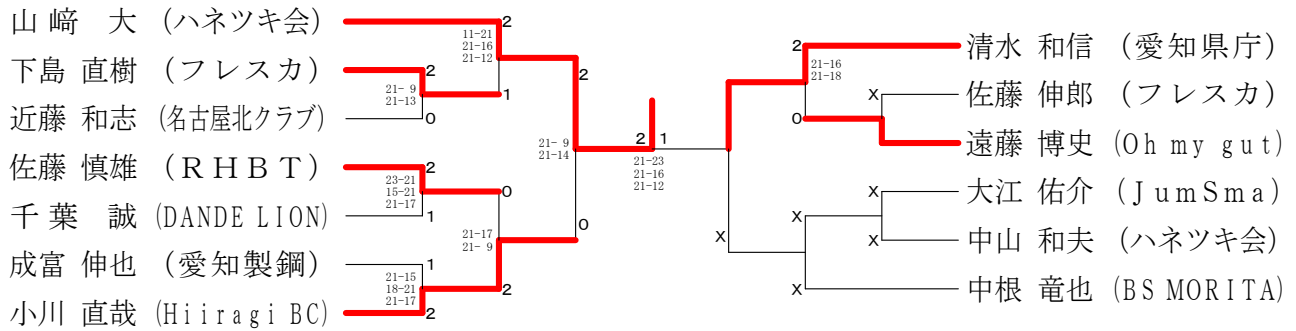 山﨑 大 (ハネツキ会)
下島 直樹 (フレスカ)
近藤 和志 (名古屋北クラブ)
佐藤 慎雄 (RHBT)
千葉 誠 (DANDE LION)
成富 伸也 (愛知製鋼)
小川 直哉 (Hiiragi BC)
2
11-21
21-16
21-12
1
2
21- 9
21-13
0
2
23-21
15-21
21-17
1
0
21-17
21- 9
2
1
21-15
18-21
21-17
2
2
21- 9
21-14
0
2 1
21-23
21-16
21-12
x
2
21-16
21-18
0
x
x
x
x
x
清水 和信 (愛知県庁)
佐藤 伸郎 (フレスカ)
遠藤 博史 (Oh my gut)
大江 佑介 (JumSma)
中山 和夫 (ハネツキ会)
中根 竜也 (BS MORITA)